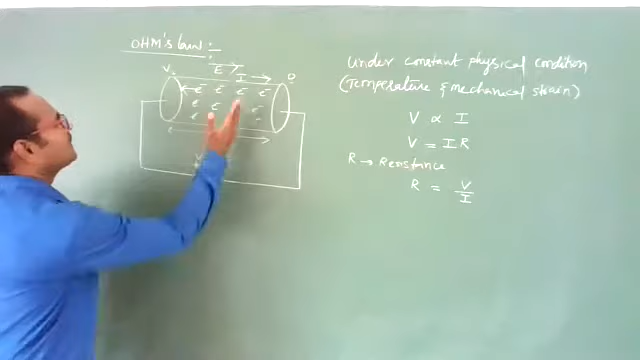 OHM's law :-
E →
V I → O
e⁻ e⁻ e⁻ e⁻
e⁻ e⁻ e⁻
e⁻
l
V
Under constant physical condition
(Temperature & mechanical strain)
V ∝ I
V = IR
R → Resistance
R = V/I